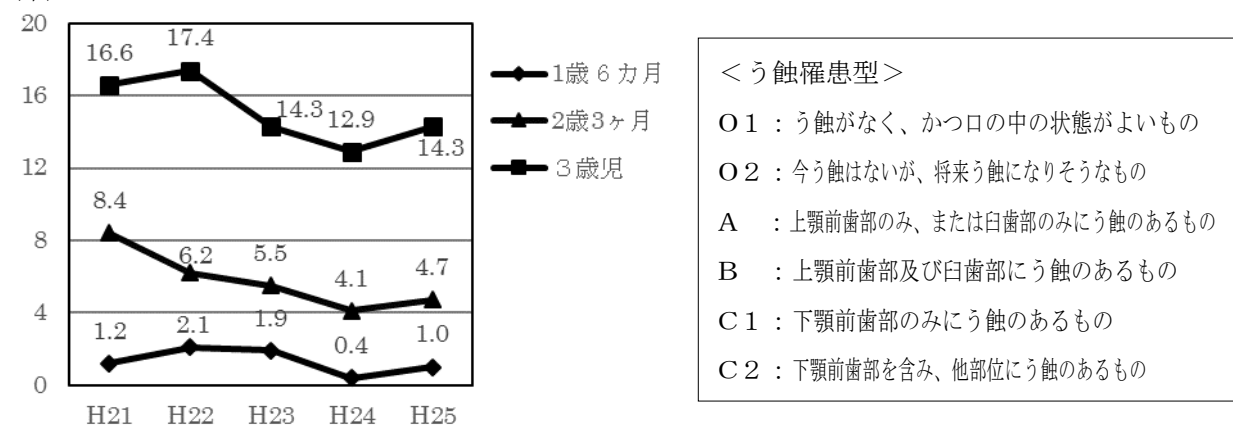 20
16
12
8
4
0
16.6
17.4
14.3
12.9
14.3
8.4
6.2
5.5
4.1
4.7
1.2
2.1
1.9
0.4
1.0
H21 H22 H23 H24 H25
1歳6カ月
2歳3ヶ月
3歳児
＜う蝕罹患型＞
O1：う蝕がなく、かつ口の中の状態がよいもの
O2：今う蝕はないが、将来う蝕になりそうなもの
A ：上顎前歯部のみ、または臼歯部のみにう蝕のあるもの
B ：上顎前歯部及び臼歯部にう蝕のあるもの
C1：下顎前歯部のみにう蝕のあるもの
C2：下顎前歯部を含み、他部位にう蝕のあるもの